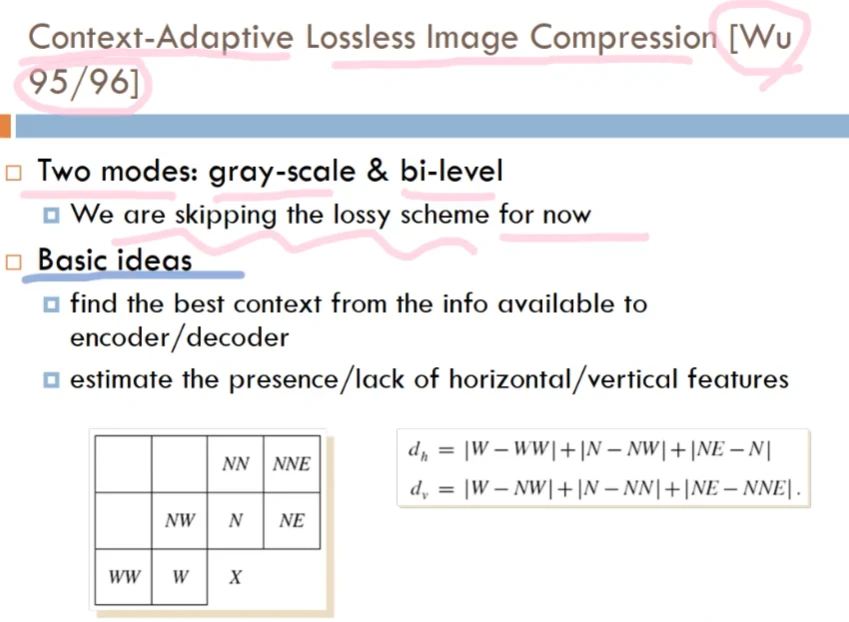 Context-Adaptive Lossless Image Compression [Wu
95/96]
Two modes: gray-scale & bi-level
We are skipping the lossy scheme for now
Basic ideas
find the best context from the info available to
encoder/decoder
estimate the presence/lack of horizontal/vertical features
NN NNE
NW N NE
WW W X
d_h = |W − WW| + |N − NW| + |NE − N|
d_v = |W − NW| + |N − NN| + |NE − NNE|.